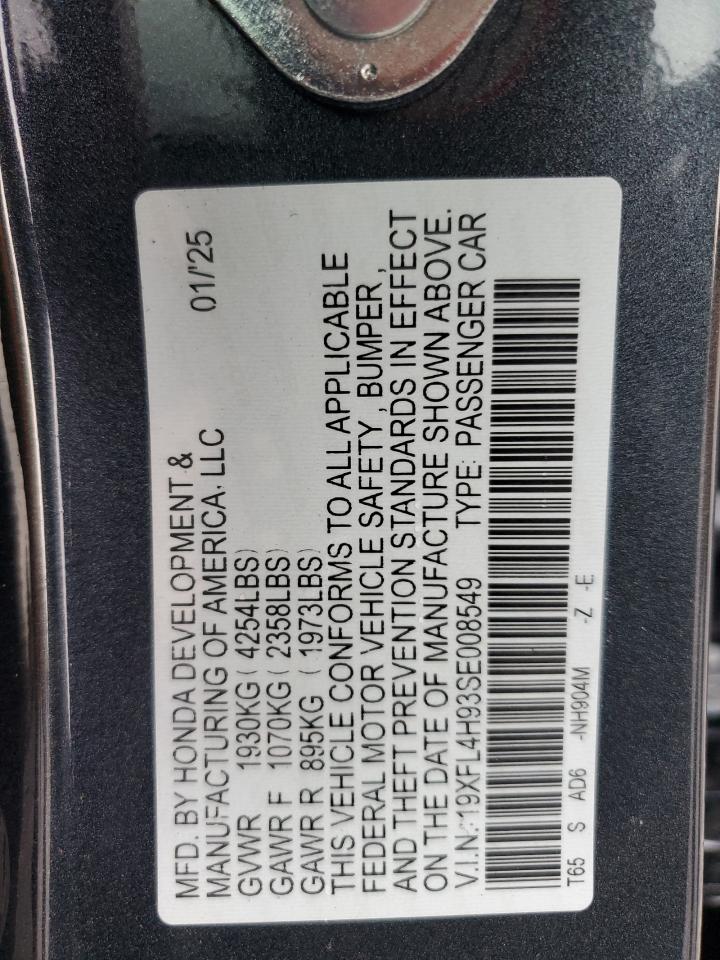 MFD. BY HONDA DEVELOPMENT & 01/'25
MANUFACTURING OF AMERICA, LLC
GVWR 1930KG ( 4254LBS)
GAWR F 1070KG ( 2358LBS)
GAWR R 895KG ( 1973LBS)
THIS VEHICLE CONFORMS TO ALL APPLICABLE
FEDERAL MOTOR VEHICLE SAFETY , BUMPER,
AND THEFT PREVENTION STANDARDS IN EFFECT
ON THE DATE OF MANUFACTURE SHOWN ABOVE.
V.I.N.:19XFL4H93SE008549 TYPE: PASSENGER CAR
T65 S AD6 -NH904M -Z -E